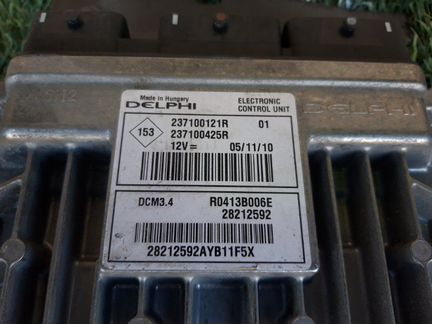 Made in Hungary
DELPHI
ELECTRONIC
CONTROL UNIT
153
237100121R 01
237100425R
12V= 05/11/10
DCM3.4 R0413B006E
28212592
28212592AYB11F5X
DELPHI